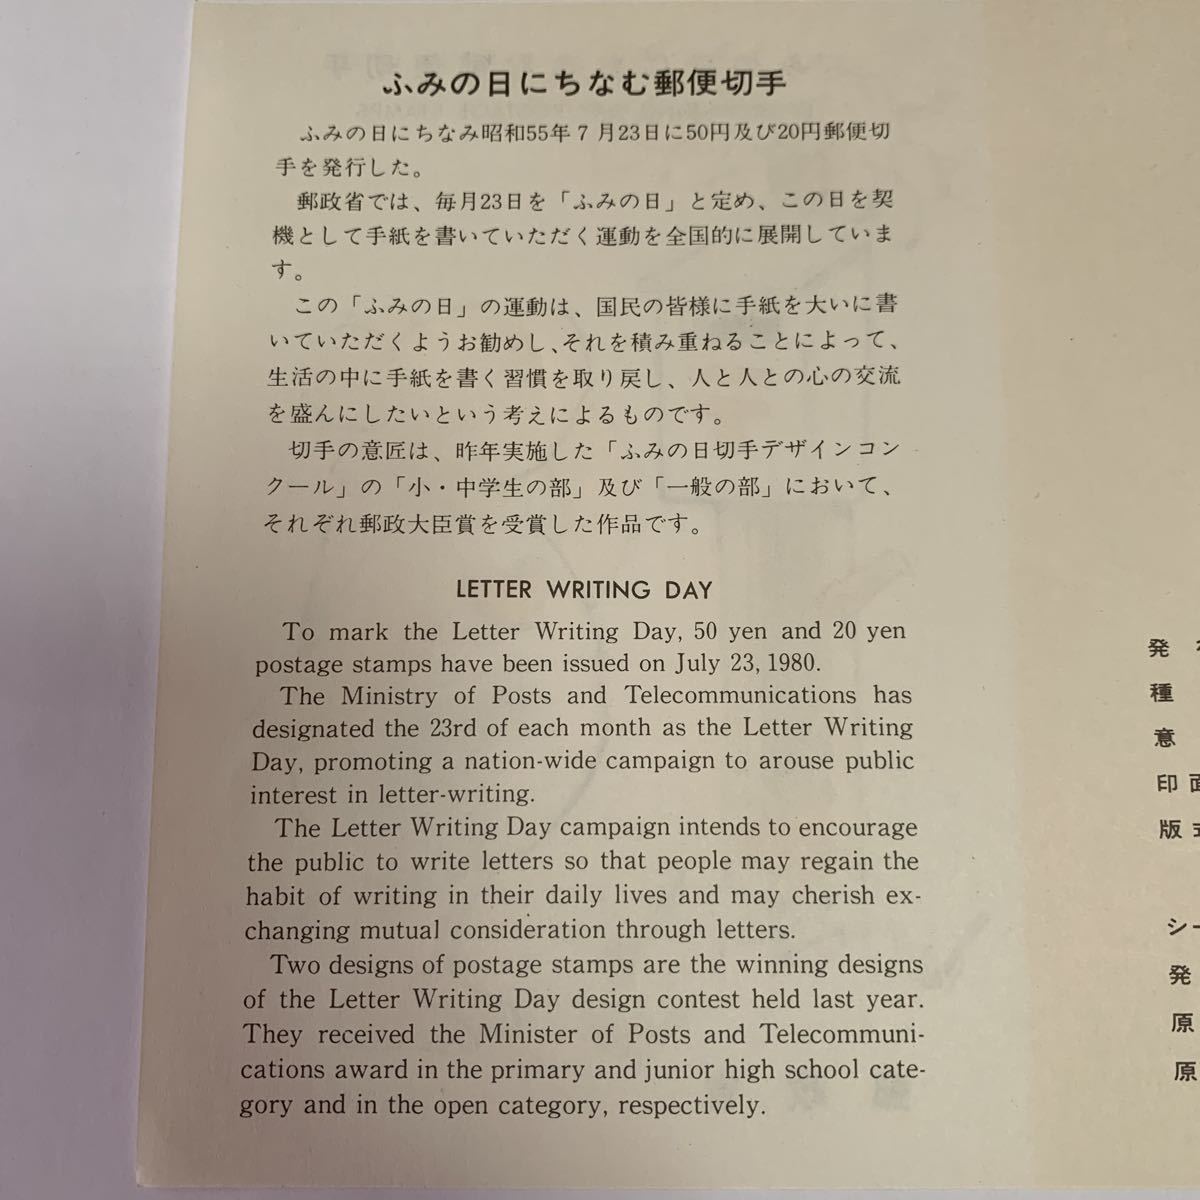 ふみの日にちなむ郵便切手
ふみの日にちなみ昭和55年7月23日に50円及び20円郵便切
手を発行した。
郵政省では、毎月23日を「ふみの日」と定め、この日を契
機として手紙を書いていただく運動を全国的に展開していま
す。
この「ふみの日」の運動は、国民の皆様に手紙を大いに書
いていただくようお勧めし、それを積み重ねることによって、
生活の中に手紙を書く習慣を取り戻し、人と人との心の交流
を盛んにしたいという考えによるものです。
切手の意匠は、昨年実施した「ふみの日切手デザインコン
クール」の「小・中学生の部」及び「一般の部」において、
それぞれ郵政大臣賞を受賞した作品です。
LETTER WRITING DAY
To mark the Letter Writing Day, 50 yen and 20 yen
postage stamps have been issued on July 23, 1980.
The Ministry of Posts and Telecommunications has
designated the 23rd of each month as the Letter Writing
Day, promoting a nation-wide campaign to arouse public
interest in letter-writing.
The Letter Writing Day campaign intends to encourage
the public to write letters so that people may regain the
habit of writing in their daily lives and may cherish ex-
changing mutual consideration through letters.
Two designs of postage stamps are the winning designs
of the Letter Writing Day design contest held last year.
They received the Minister of Posts and Telecommuni-
cations award in the primary and junior high school cate-
gory and in the open category, respectively.
発
種
意
印面
版
シー
発
原
原